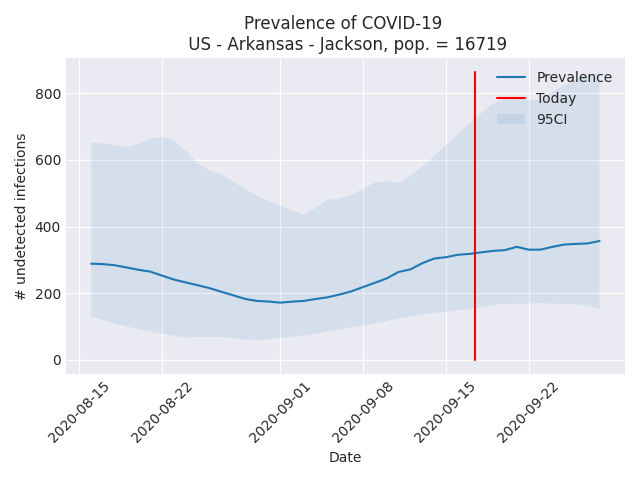 Prevalence of COVID-19
US - Arkansas - Jackson, pop. = 16719
Prevalence
Today
95CI
# undetected infections
800
600
400
200
0
2020-08-15
2020-08-22
2020-09-01
2020-09-08
2020-09-15
2020-09-22
Date